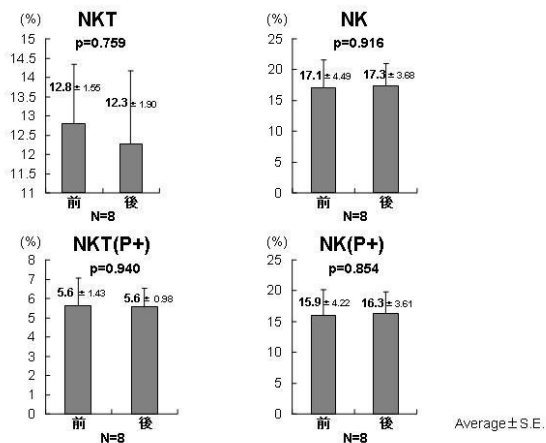 (%) NKT
p=0.759
15
14.5
14
13.5
13
12.5
12
11.5
11
12.8 ± 1.55
12.3 ± 1.90
前 後
N=8
(%) NK
p=0.916
25
20
15
10
5
0
17.1 ± 4.49
17.3 ± 3.68
前 後
N=8
(%) NKT(P+)
p=0.940
8
7
6
5
4
3
2
1
0
5.6 ± 1.43
5.6 ± 0.98
前 後
N=8
(%) NK(P+)
p=0.854
25
20
15
10
5
0
15.9 ± 4.22
16.3 ± 3.61
前 後
N=8
Average±S.E.